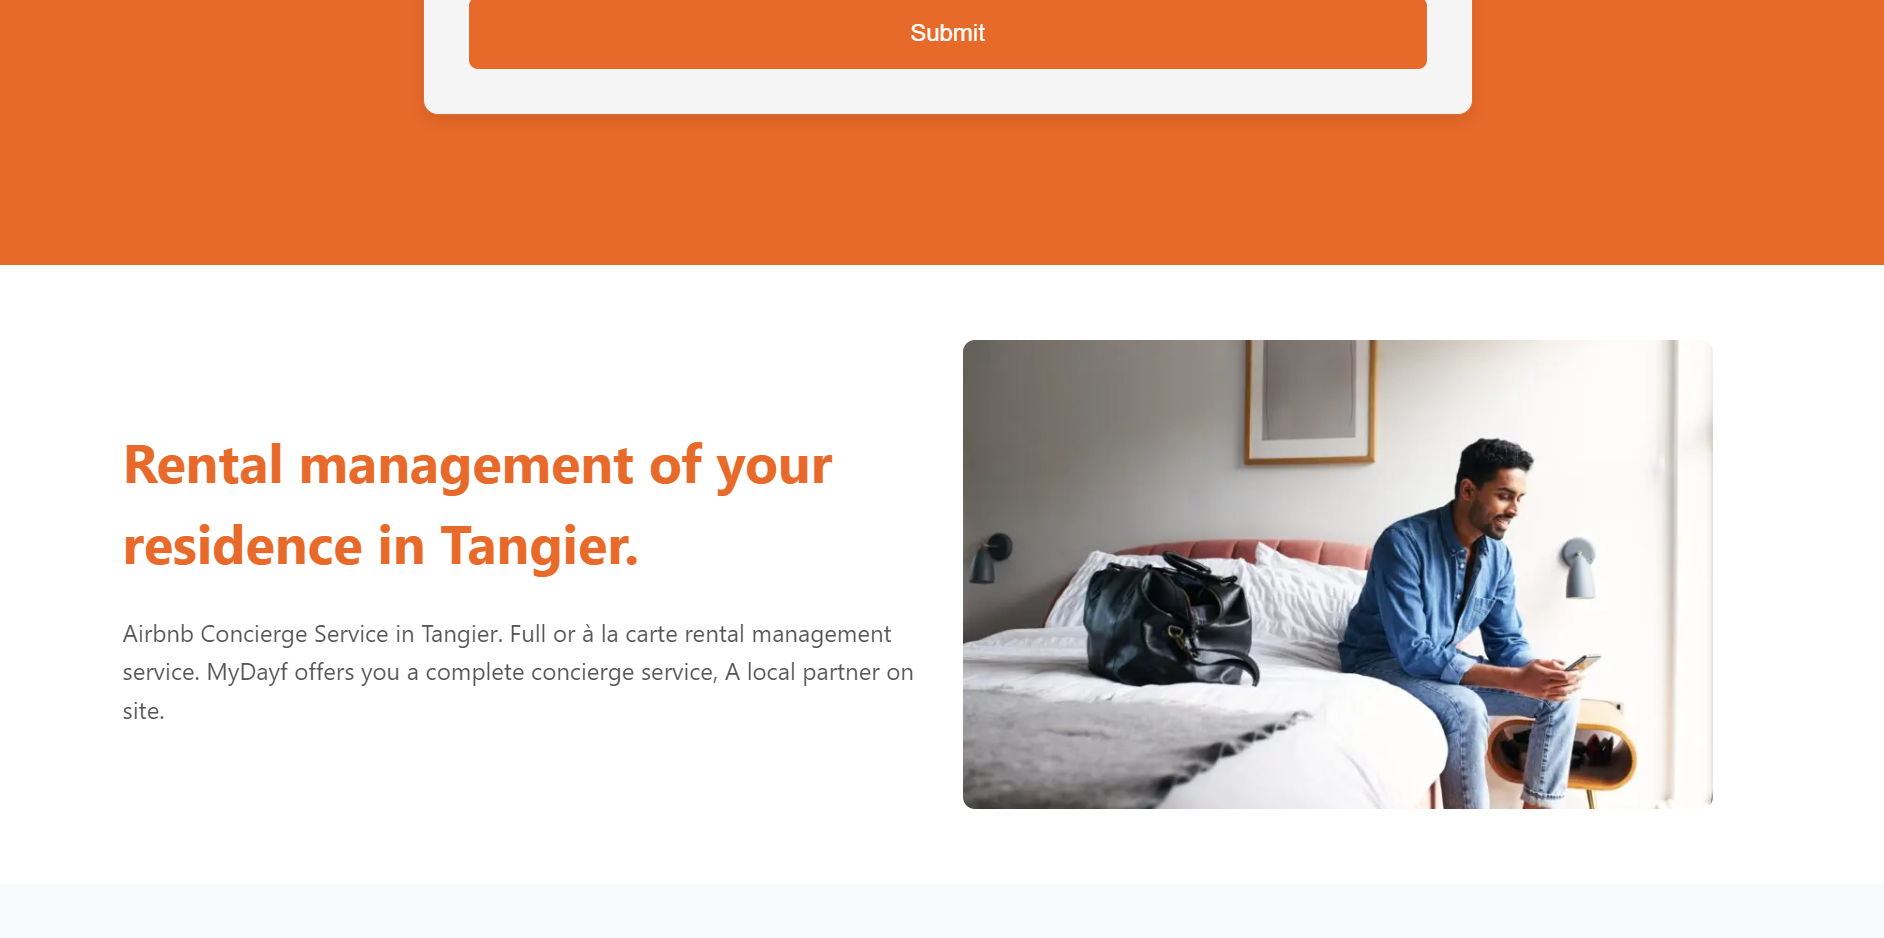 Submit
Rental management of your
residence in Tangier.
Airbnb Concierge Service in Tangier. Full or à la carte rental management
service. MyDayf offers you a complete concierge service, A local partner on
site.